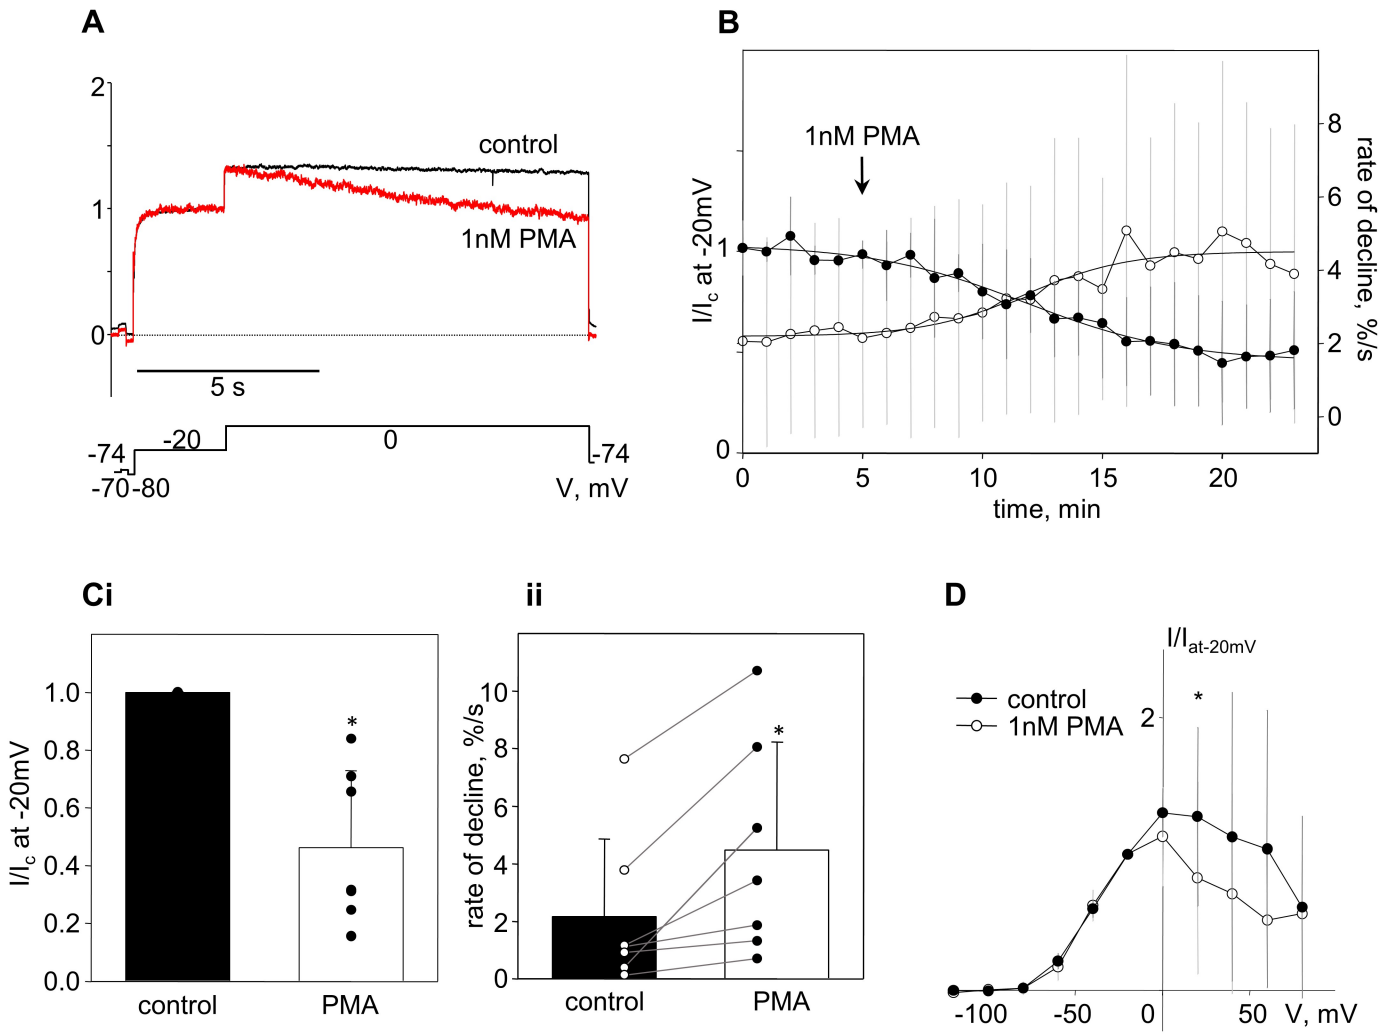 A
2
1
0
control
1nM PMA
5 s
-74
-20
0
-74
-70
-80
V, mV
B
1nM PMA
I/Ic at -20mV
1
0
8
6
4
2
0
rate of decline, %/s
0
5
10
15
20
time, min
Ci
I/Ic at -20mV
1.0
0.8
0.6
0.4
0.2
0.0
*
control
PMA
ii
rate of decline, %/s
10
8
6
4
2
0
*
control
PMA
D
I/Iat-20mV
control
1nM PMA
2
*
-100
-50
0
50
V, mV